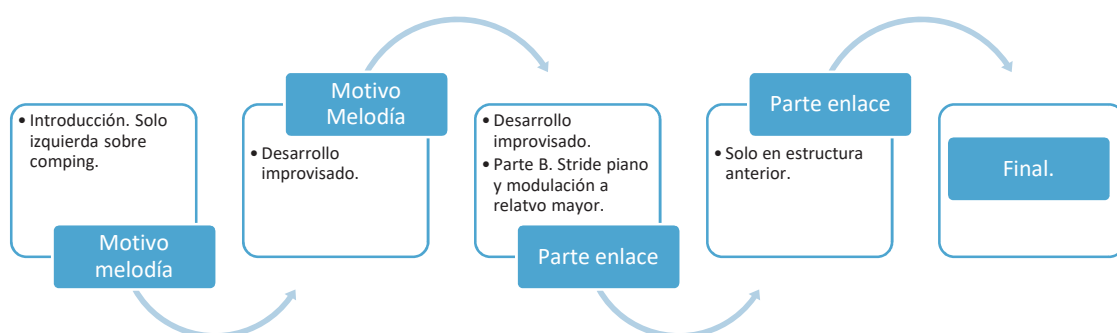 • Introducción. Solo
izquierda sobre
comping.
Motivo
melodía
Motivo
Melodía
• Desarrollo
improvisado.
• Desarrollo
improvisado.
• Parte B. Stride piano
y modulación a
relatvo mayor.
Parte enlace
Parte enlace
• Solo en estructura
anterior.
Final.